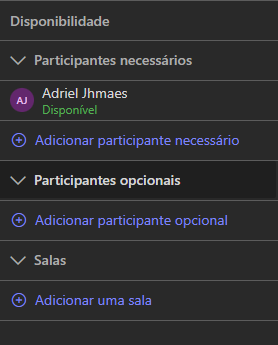 Disponibilidade
Participantes necessários
AJ
Adriel Jhmaes
Disponível
Adicionar participante necessário
Participantes opcionais
Adicionar participante opcional
Salas
Adicionar uma sala